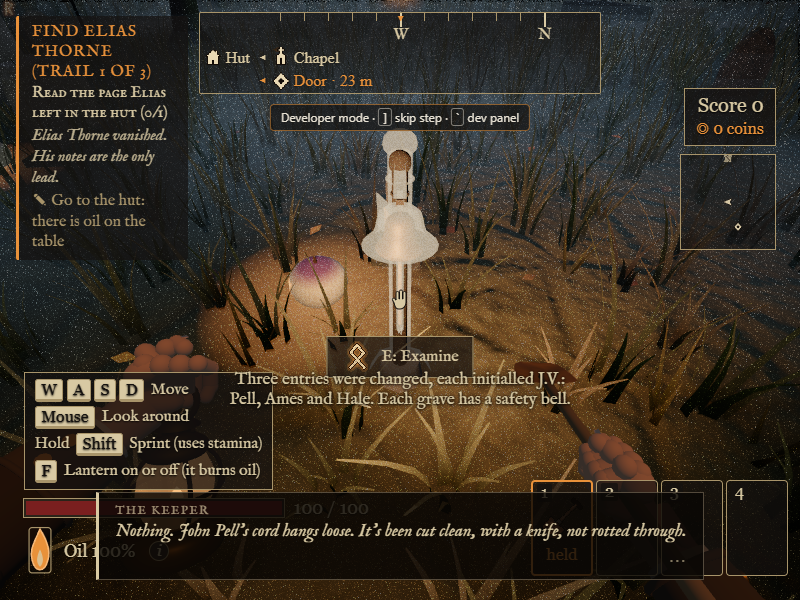 FIND ELIAS
THORNE
(TRAIL 1 OF 3)
READ THE PAGE ELIAS
LEFT IN THE HUT (0/1)
Elias Thorne vanished.
His notes are the only
lead.
Go to the hut:
there is oil on the
table
W N
Hut Chapel
Door · 23 m
Developer mode · ] skip step · ` dev panel
Score 0
0 coins
E: Examine
Three entries were changed, each initialled J.V.:
Pell, Ames and Hale. Each grave has a safety bell.
W A S D Move
Mouse Look around
Hold Shift Sprint (uses stamina)
F Lantern on or off (it burns oil)
100 / 100
Oil 100% i
1 2 3 4
held ...
THE KEEPER
Nothing. John Pell's cord hangs loose. It's been cut clean, with a knife, not rotted through.